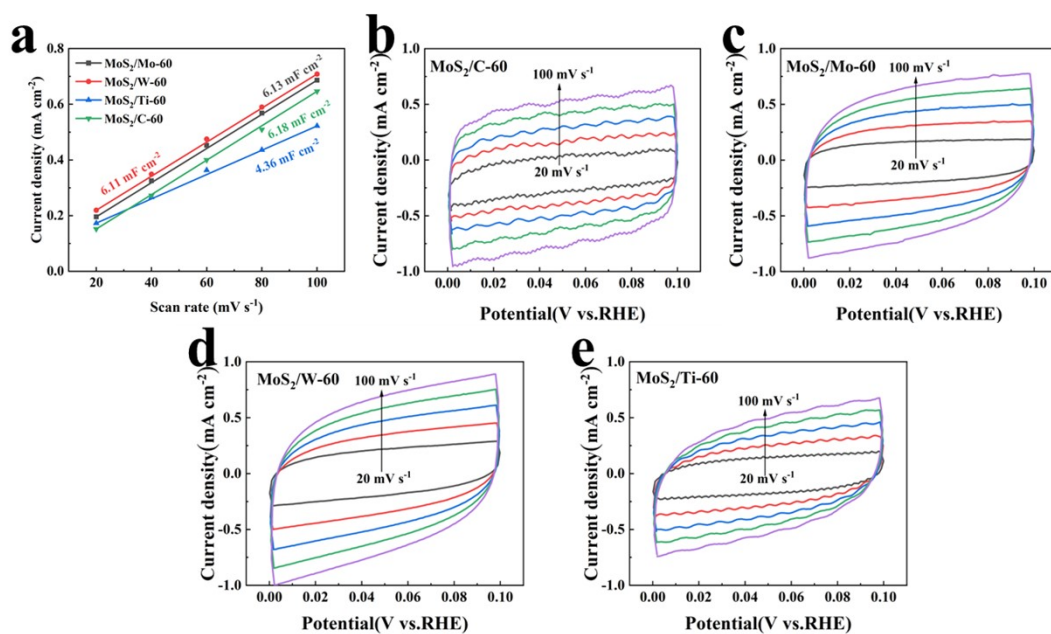 a
Current density(mA cm⁻²)
0.8
0.6
0.4
0.2
0.0
MoS₂/Mo-60
MoS₂/W-60
MoS₂/Ti-60
MoS₂/C-60
6.13 mF cm⁻²
6.18 mF cm⁻²
4.36 mF cm⁻²
6.11 mF cm⁻²
20 40 60 80 100
Scan rate (mV s⁻¹)
b
MoS₂/C-60
Current density(mA cm⁻²)
1.0
0.5
0.0
-0.5
-1.0
100 mV s⁻¹
20 mV s⁻¹
0.00 0.02 0.04 0.06 0.08 0.10
Potential(V vs.RHE)
c
MoS₂/Mo-60
Current density(mA cm⁻²)
1.0
0.5
0.0
-0.5
-1.0
100 mV s⁻¹
20 mV s⁻¹
0.00 0.02 0.04 0.06 0.08 0.10
Potential(V vs.RHE)
d
MoS₂/W-60
Current density(mA cm⁻²)
1.0
0.5
0.0
-0.5
-1.0
100 mV s⁻¹
20 mV s⁻¹
0.00 0.02 0.04 0.06 0.08 0.10
Potential(V vs.RHE)
e
MoS₂/Ti-60
Current density(mA cm⁻²)
1.0
0.5
0.0
-0.5
-1.0
100 mV s⁻¹
20 mV s⁻¹
0.00 0.02 0.04 0.06 0.08 0.10
Potential(V vs.RHE)